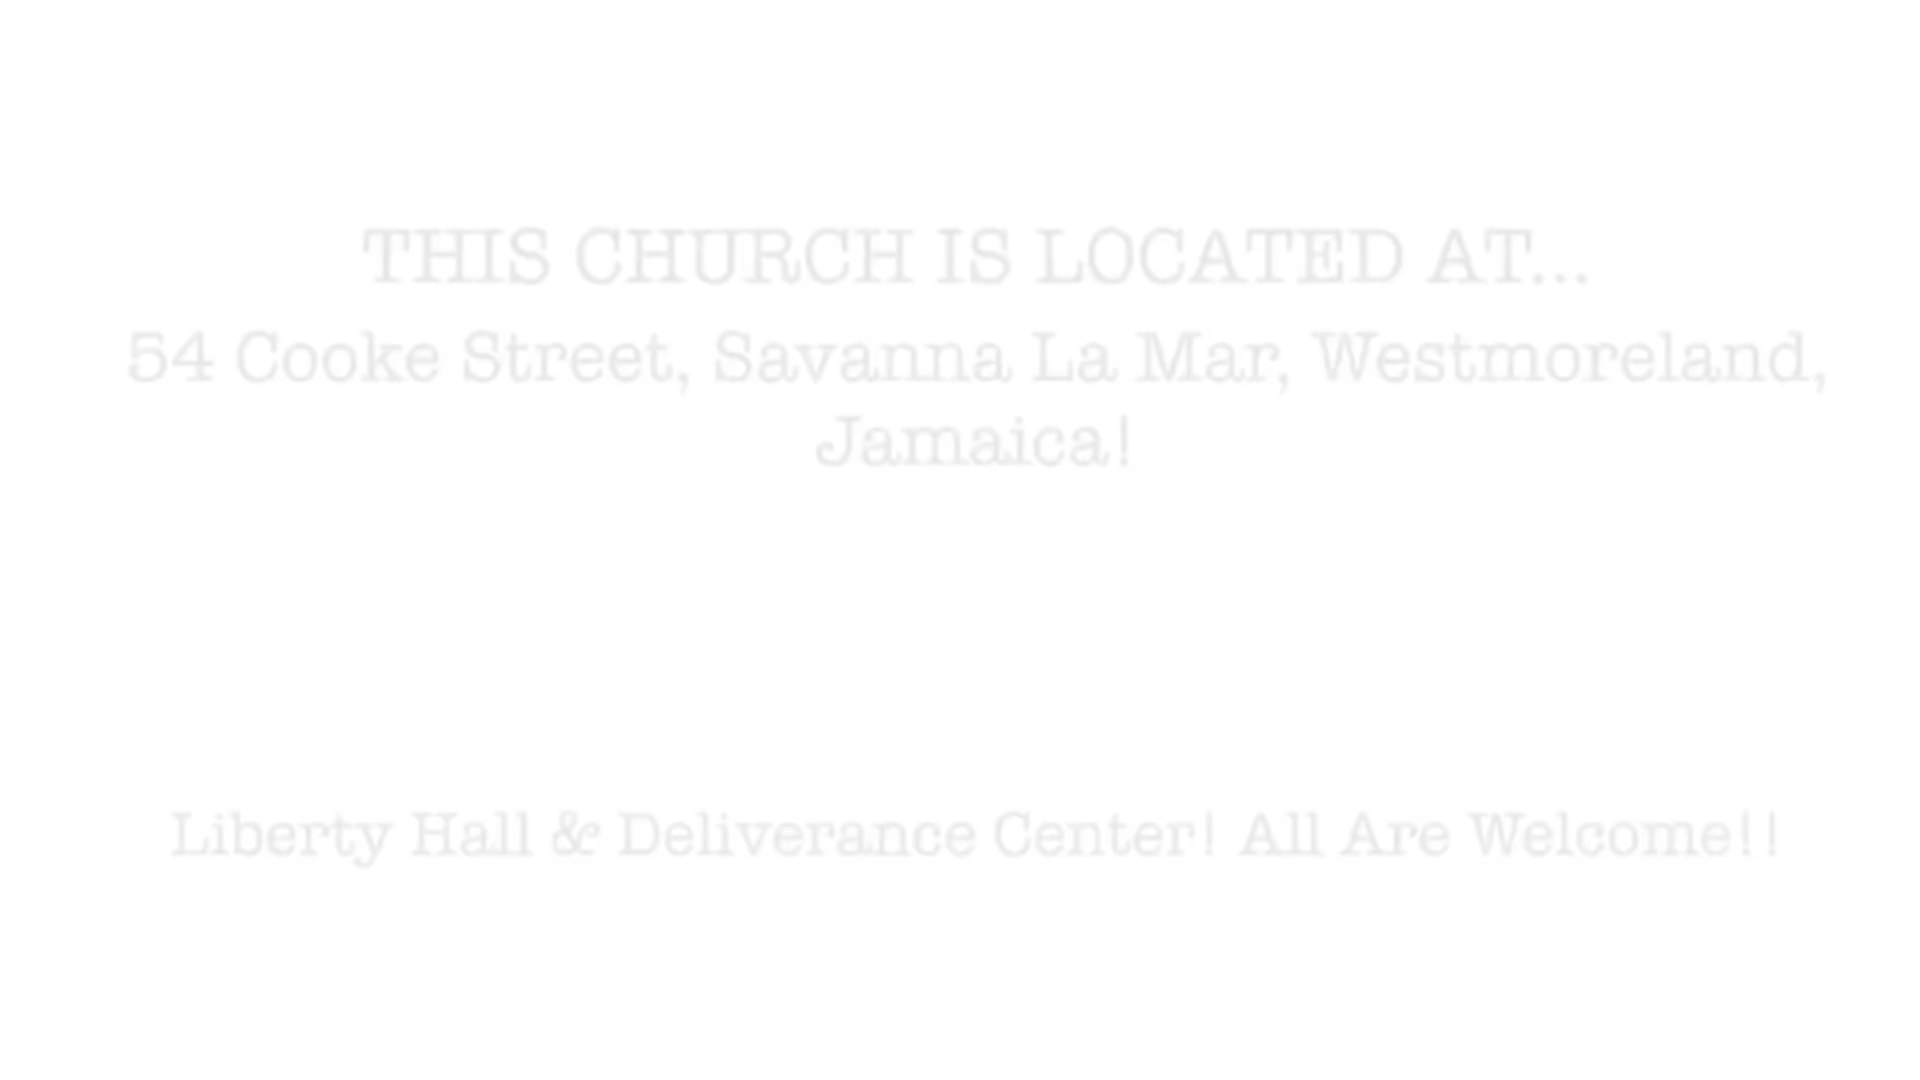 THIS CHURCH IS LOCATED AT...
54 Cooke Street, Savanna La Mar, Westmoreland,
Jamaica!
Liberty Hall & Deliverance Center! All Are Welcome!!